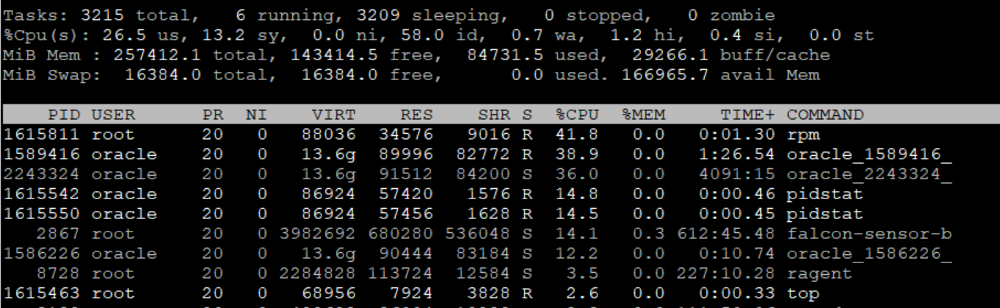 Tasks: 3215 total,   6 running, 3209 sleeping,   0 stopped,   0 zombie
%Cpu(s): 26.5 us, 13.2 sy,  0.0 ni, 58.0 id,  0.7 wa,  1.2 hi,  0.4 si,  0.0 st
MiB Mem : 257412.1 total, 143414.5 free,  84731.5 used,  29266.1 buff/cache
MiB Swap:  16384.0 total,  16384.0 free,      0.0 used. 166965.7 avail Mem
PID USER      PR  NI    VIRT    RES    SHR S  %CPU  %MEM     TIME+ COMMAND
1615811 root      20   0   88036  34576   9016 R  41.8   0.0   0:01.30 rpm
1589416 oracle    20   0   13.6g  89996  82772 R  38.9   0.0   1:26.54 oracle_1589416_
2243324 oracle    20   0   13.6g  91512  84200 S  36.0   0.0   4091:15 oracle_2243324_
1615542 oracle    20   0   86924  57420   1576 R  14.8   0.0   0:00.46 pidstat
1615550 oracle    20   0   86924  57456   1628 R  14.5   0.0   0:00.45 pidstat
2867 root      20   0 3982692 680280 536048 S  14.1   0.3 612:45.48 falcon-sensor-b
1586226 oracle    20   0   13.6g  90444  83184 S  12.2   0.0   0:10.74 oracle_1586226_
8728 root      20   0 2284828 113724  12584 S   3.5   0.0 227:10.28 ragent
1615463 root      20   0   68956   7924   3828 R   2.6   0.0   0:00.33 top